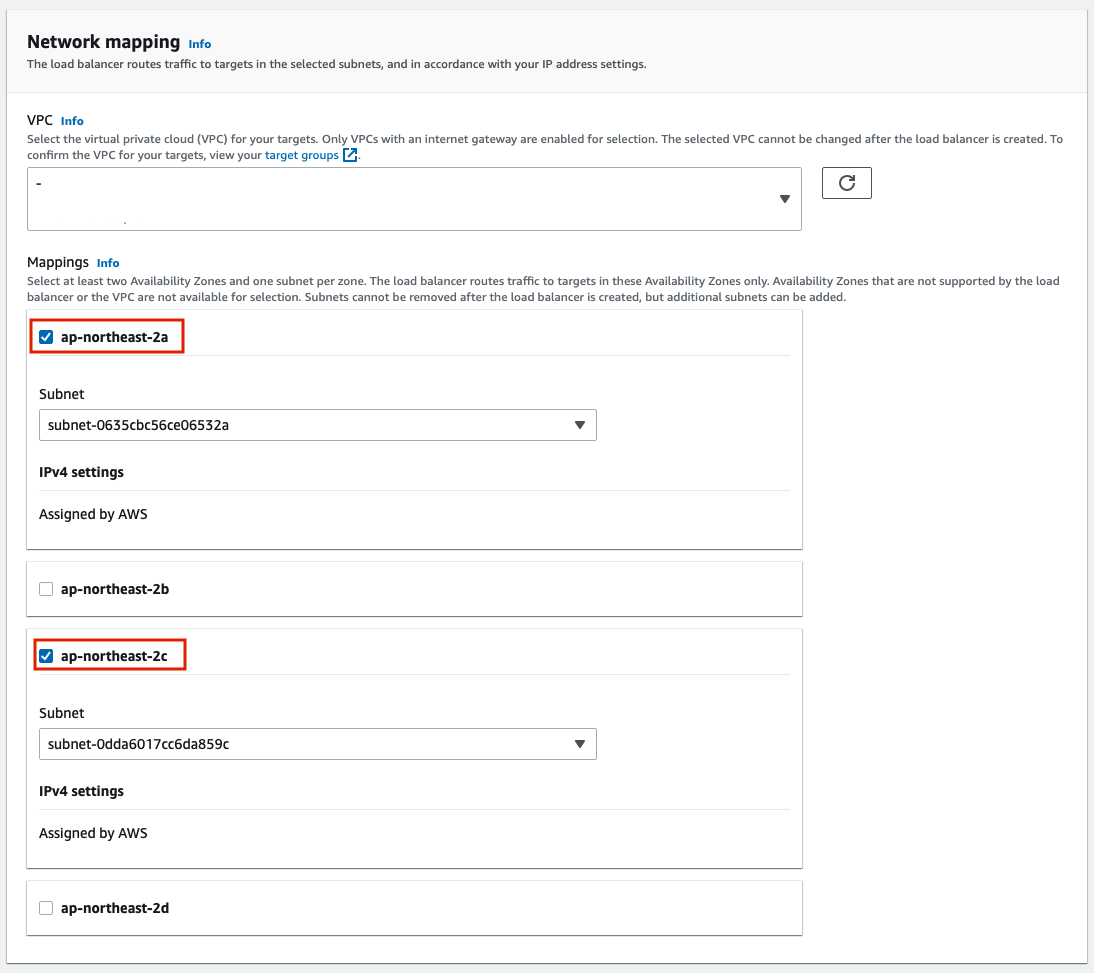 Network mapping Info
The load balancer routes traffic to targets in the selected subnets, and in accordance with your IP address settings.
VPC Info
Select the virtual private cloud (VPC) for your targets. Only VPCs with an internet gateway are enabled for selection. The selected VPC cannot be changed after the load balancer is created. To
confirm the VPC for your targets, view your target groups.
-
Mappings Info
Select at least two Availability Zones and one subnet per zone. The load balancer routes traffic to targets in these Availability Zones only. Availability Zones that are not supported by the load
balancer or the VPC are not available for selection. Subnets cannot be removed after the load balancer is created, but additional subnets can be added.
ap-northeast-2a
Subnet
subnet-0635cbc56ce06532a
IPv4 settings
Assigned by AWS
ap-northeast-2b
ap-northeast-2c
Subnet
subnet-0dda6017cc6da859c
IPv4 settings
Assigned by AWS
ap-northeast-2d